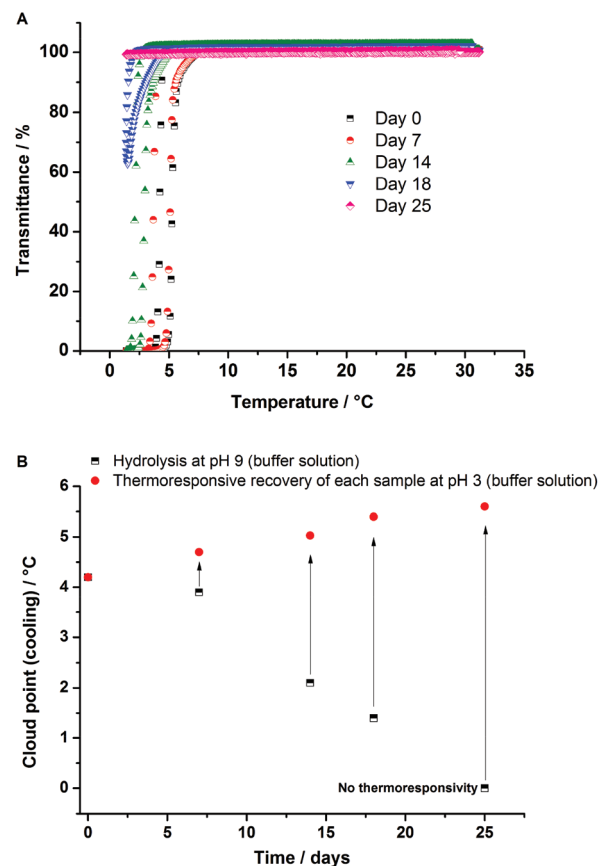 A
100
80
60
40
20
0
Transmittance / %
Day 0
Day 7
Day 14
Day 18
Day 25
0 5 10 15 20 25 30 35
Temperature / °C
B
Hydrolysis at pH 9 (buffer solution)
Thermoresponsive recovery of each sample at pH 3 (buffer solution)
6
5
4
3
2
1
0
Cloud point (cooling) / °C
No thermoresponsivity
0 5 10 15 20 25
Time / days